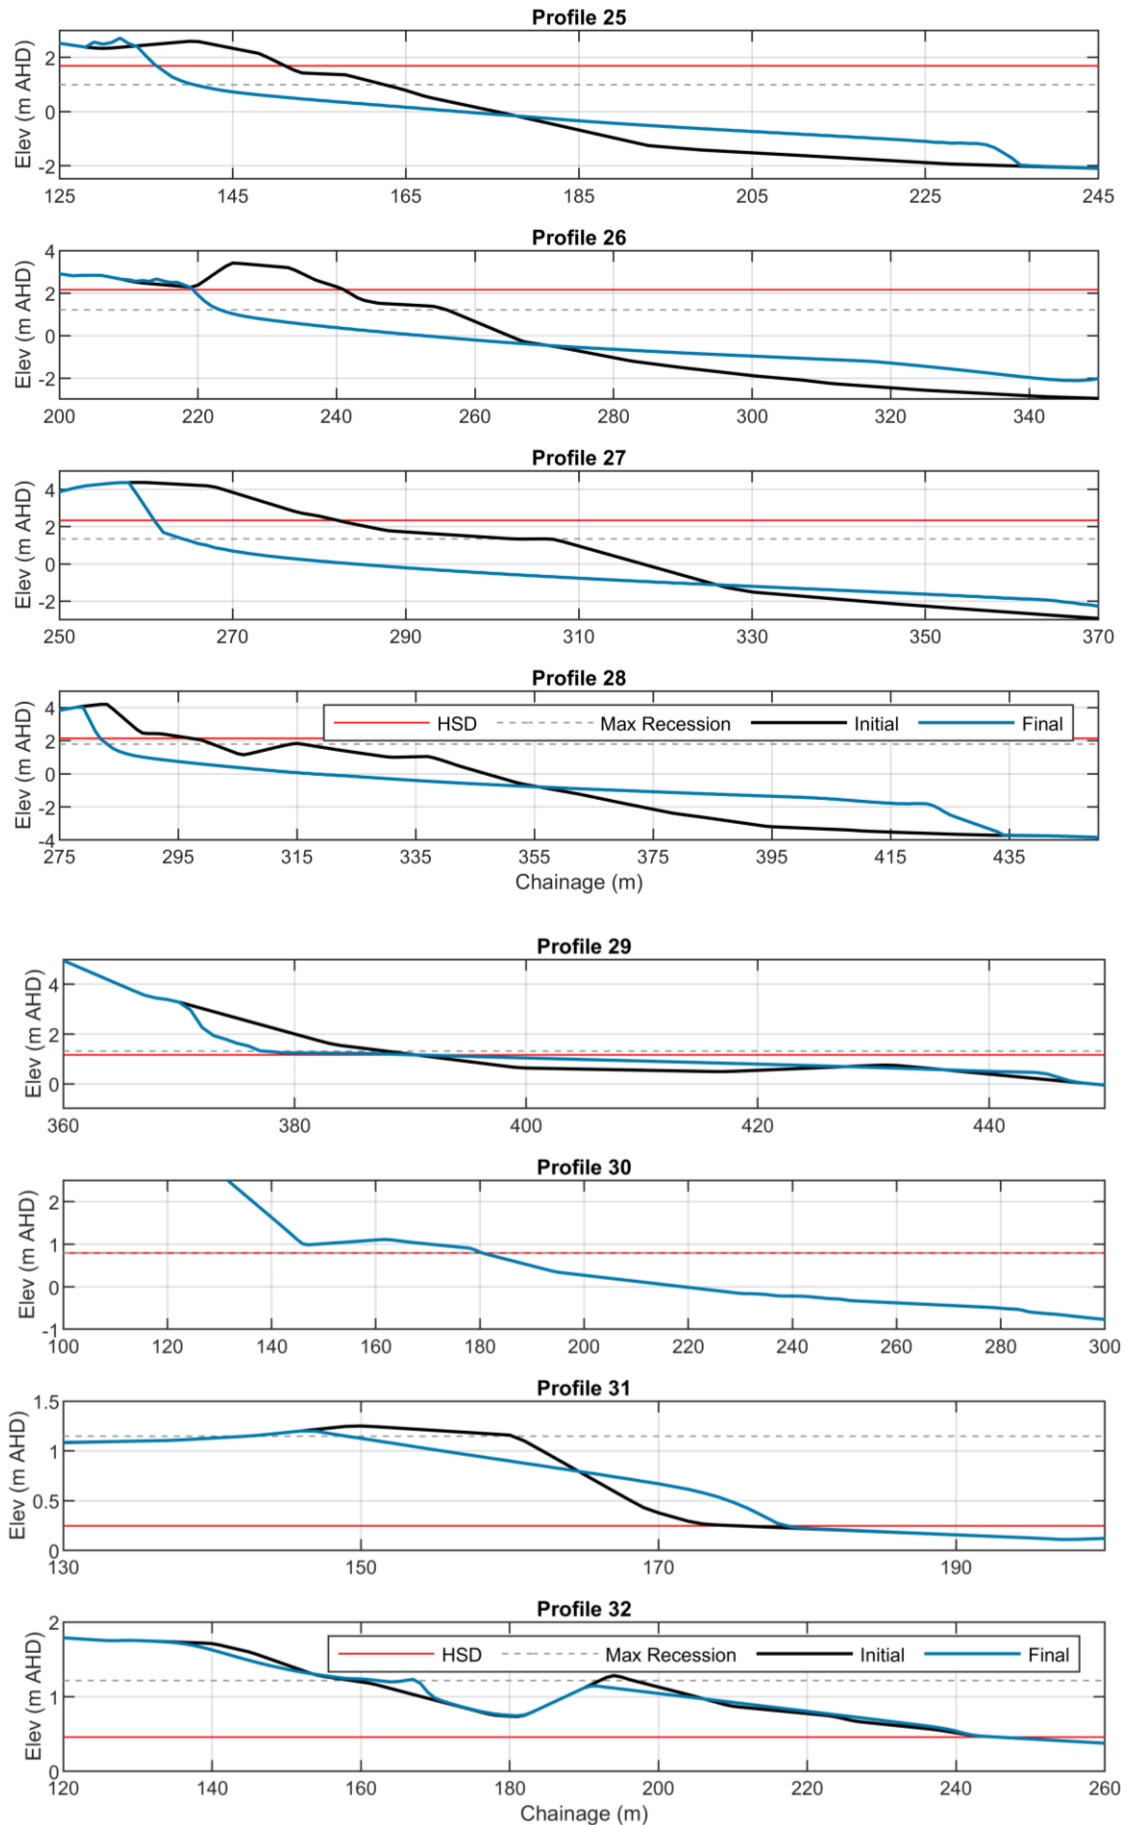 Profile 25
Elev (m AHD)
2
0
-2
125 145 165 185 205 225 245
Profile 26
Elev (m AHD)
4
2
0
-2
200 220 240 260 280 300 320 340
Profile 27
Elev (m AHD)
4
2
0
-2
250 270 290 310 330 350 370
Profile 28
Elev (m AHD)
4
2
0
-2
-4
HSD Max Recession Initial Final
275 295 315 335 355 375 395 415 435
Chainage (m)
Profile 29
Elev (m AHD)
4
2
0
360 380 400 420 440
Profile 30
Elev (m AHD)
2
1
0
-1
100 120 140 160 180 200 220 240 260 280 300
Profile 31
Elev (m AHD)
1.5
1
0.5
0
130 150 170 190
Profile 32
Elev (m AHD)
2
1
0
HSD Max Recession Initial Final
120 140 160 180 200 220 240 260
Chainage (m)